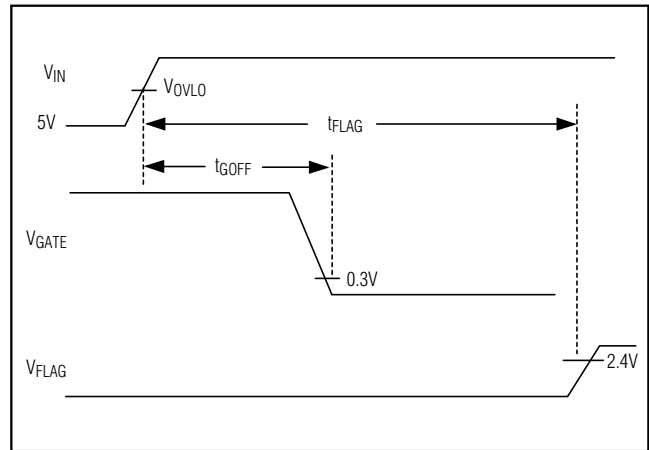 VIN
VOVLO
5V
tFLAG
tGOFF
VGATE
0.3V
VFLAG
2.4V